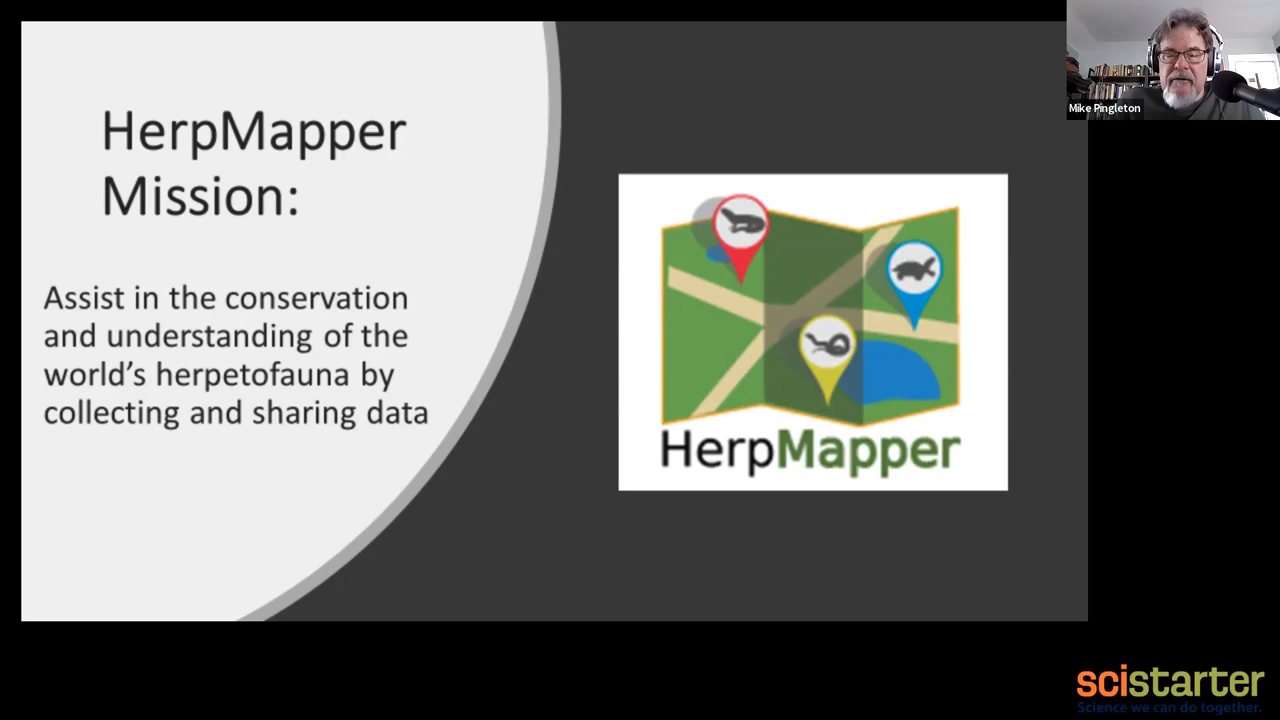 HerpMapper
Mission:
Assist in the conservation
and understanding of the
world's herpetofauna by
collecting and sharing data
HerpMapper
Mike Pingleton
scistarter
Science we can do together.